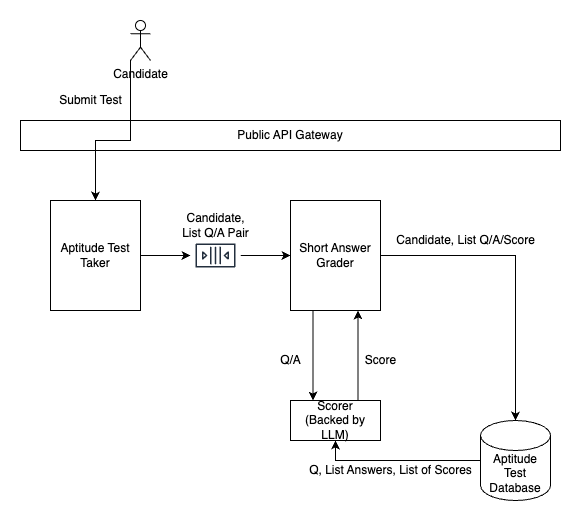 Candidate
Submit Test
Public API Gateway
Aptitude Test
Taker
Candidate,
List Q/A Pair
Short Answer
Grader
Candidate, List Q/A/Score
Q/A
Score
Scorer
(Backed by
LLM)
Q, List Answers, List of Scores
Aptitude
Test
Database